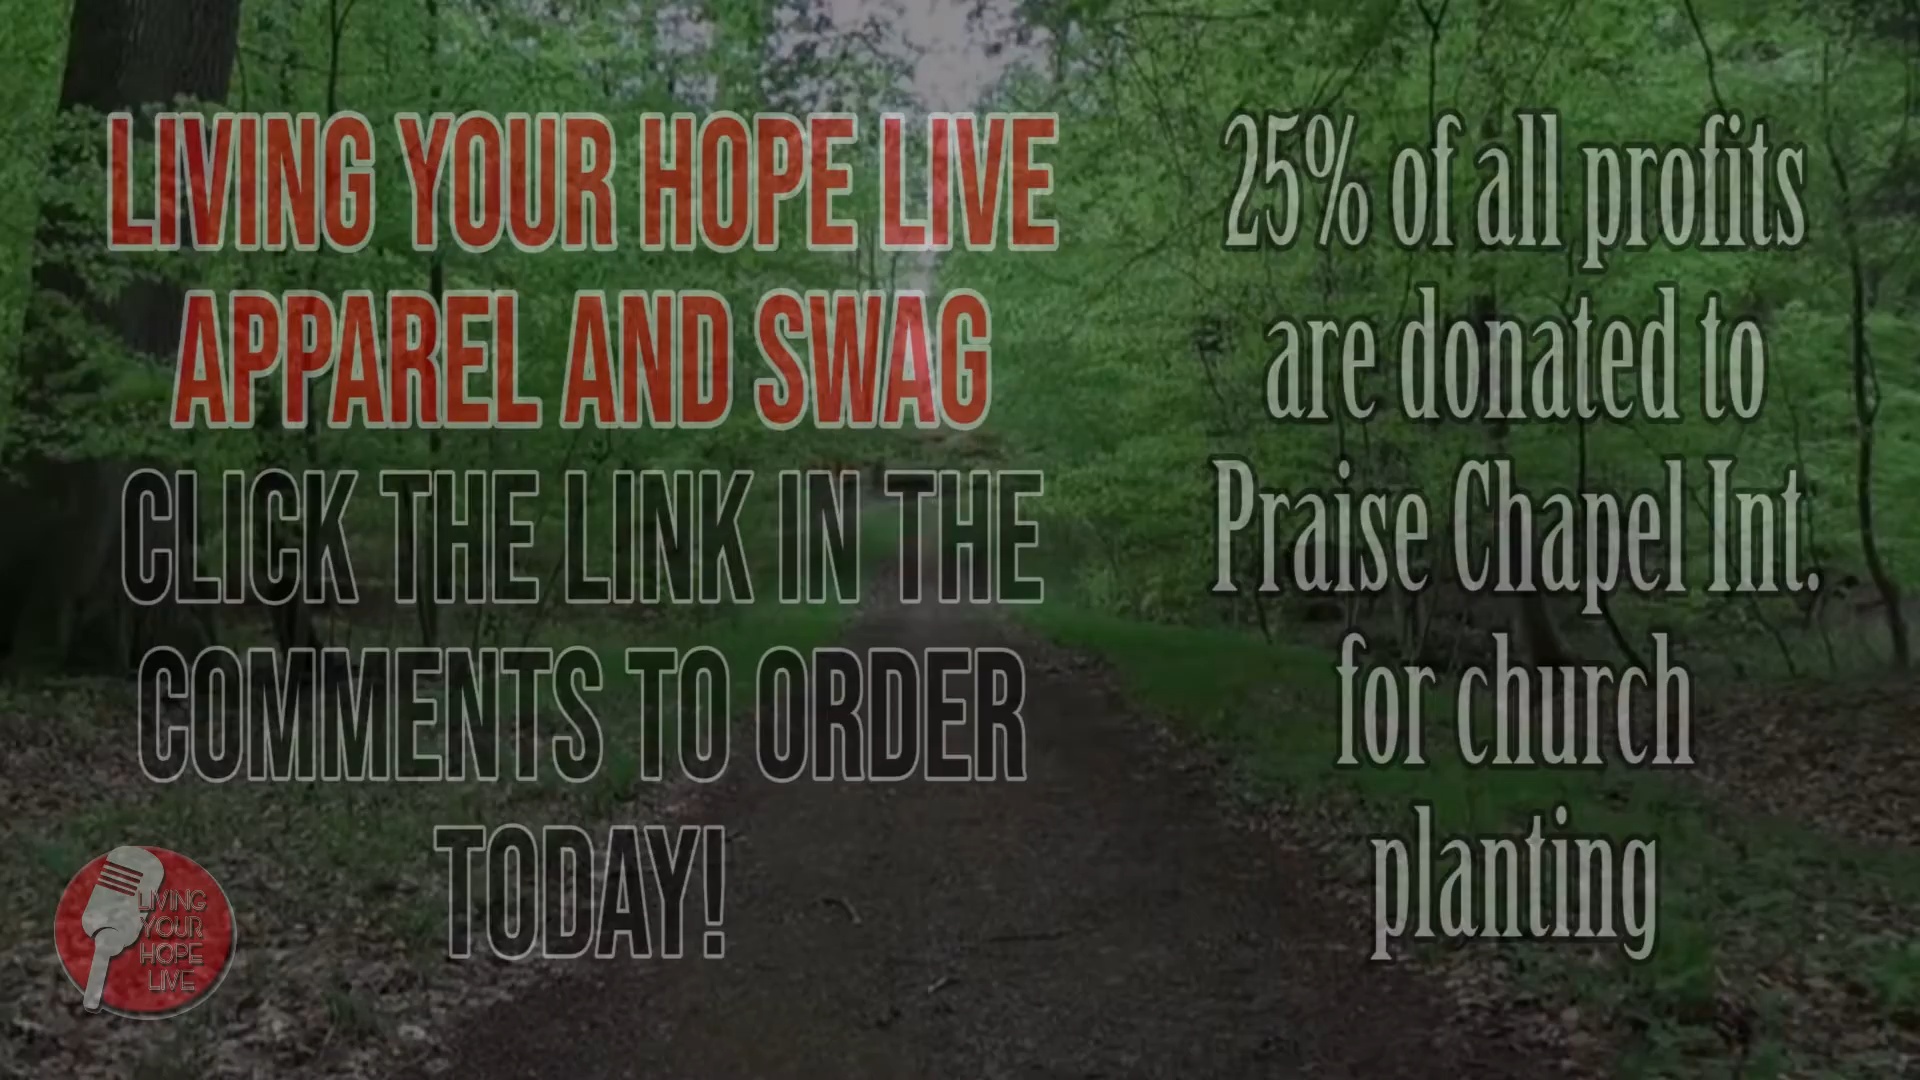 LIVING YOUR HOPE LIVE
APPAREL AND SWAG
CLICK THE LINK IN THE
COMMENTS TO ORDER
TODAY!
25% of all profits
are donated to
Praise Chapel Int.
for church
planting
LIVING
YOUR
HOPE
LIVE